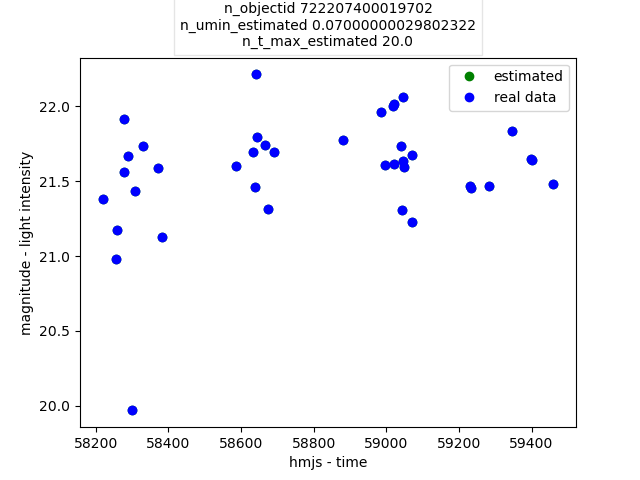 n_objectid 722207400019702
n_umin_estimated 0.07000000029802322
n_t_max_estimated 20.0
estimated
real data
magnitude - light intensity
22.0
21.5
21.0
20.5
20.0
58200 58400 58600 58800 59000 59200 59400
hmjs - time